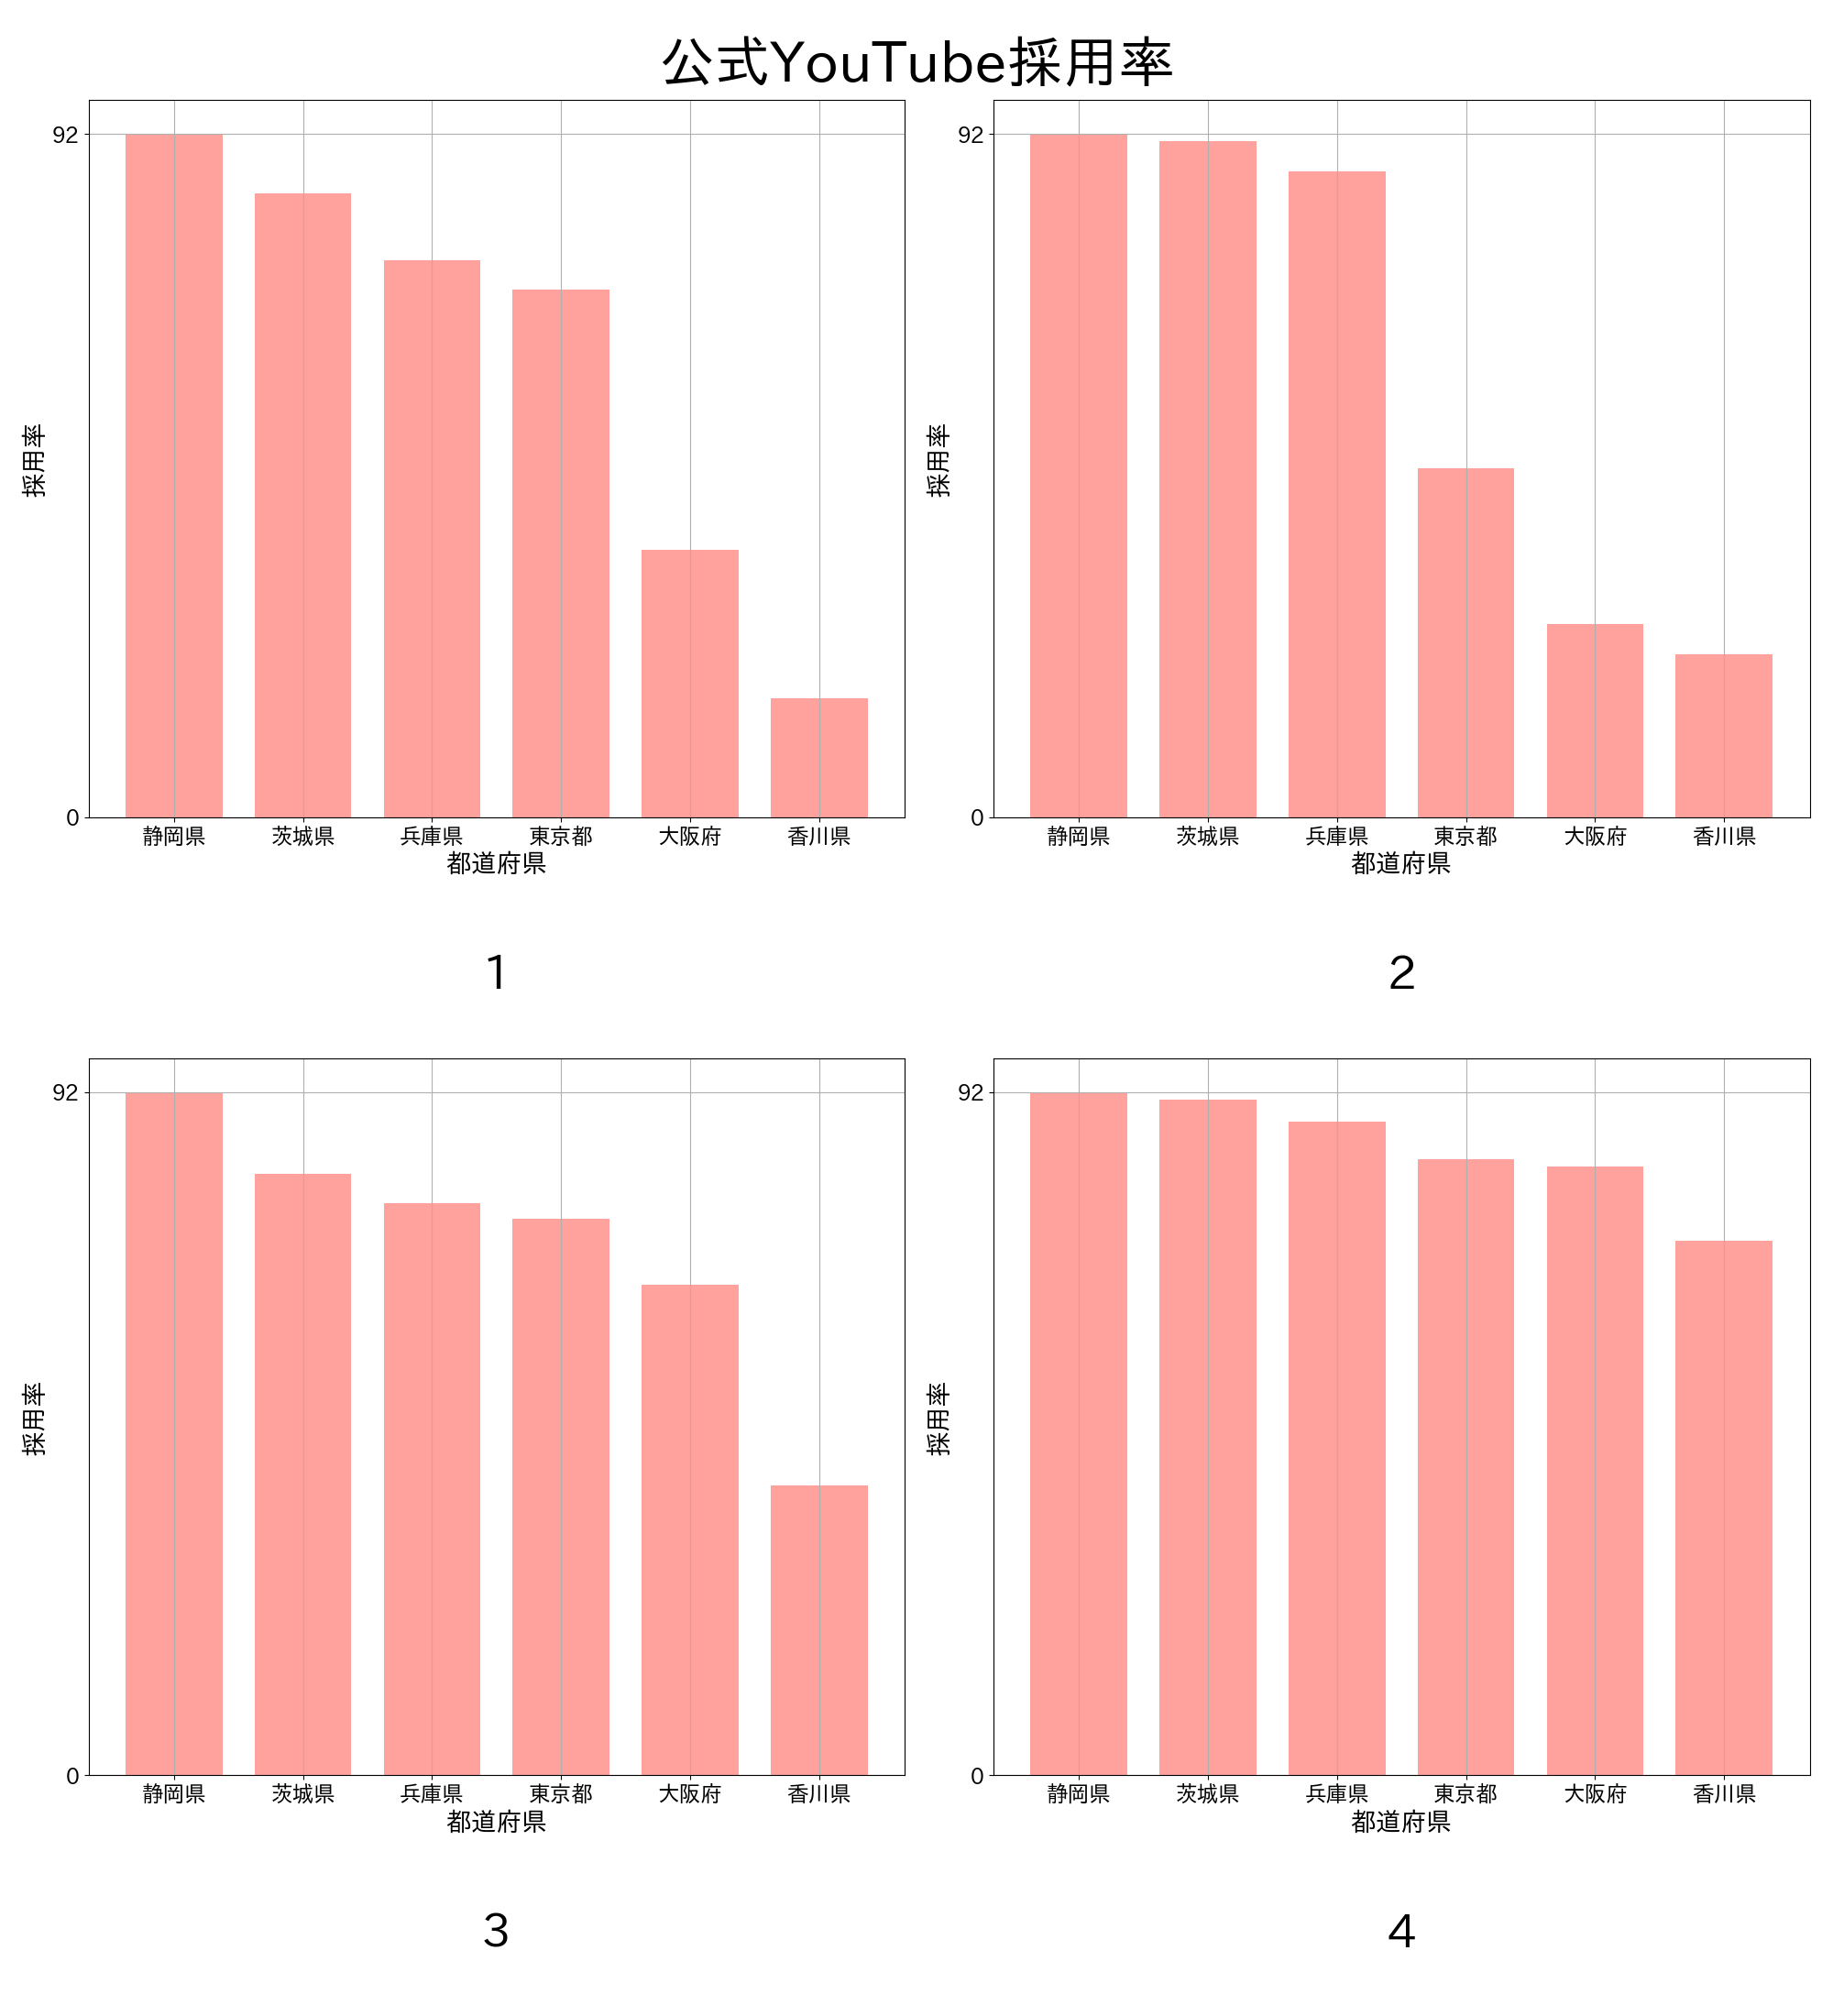 公式YouTube採用率
92
0
採用率
静岡県 茨城県 兵庫県 東京都 大阪府 香川県
都道府県
1
92
0
採用率
静岡県 茨城県 兵庫県 東京都 大阪府 香川県
都道府県
2
92
0
採用率
静岡県 茨城県 兵庫県 東京都 大阪府 香川県
都道府県
3
92
0
採用率
静岡県 茨城県 兵庫県 東京都 大阪府 香川県
都道府県
4